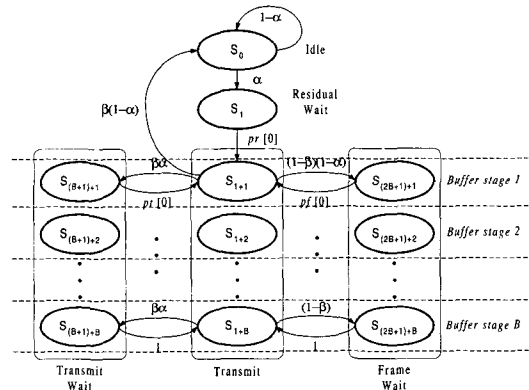 1-α
S₀ Idle
α
β(1-α)
S₁ Residual Wait
pr [0]
βα (1-β)(1-α)
S₍B+1₎+1 S₁₊₁ S₍2B+1₎+1 Buffer stage 1
pt [0] pf [0]
S₍B+1₎+2 S₁₊₂ S₍2B+1₎+2 Buffer stage 2
βα (1-β)
S₍B+1₎+B S₁₊B S₍2B+1₎+B Buffer stage B
1 1
Transmit Wait Transmit Frame Wait